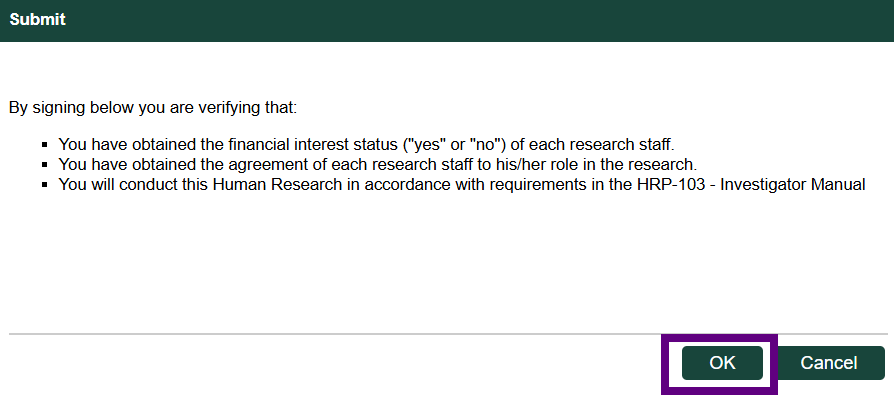 Submit
By signing below you are verifying that:
▪ You have obtained the financial interest status ("yes" or "no") of each research staff.
▪ You have obtained the agreement of each research staff to his/her role in the research.
▪ You will conduct this Human Research in accordance with requirements in the HRP-103 - Investigator Manual
OK Cancel